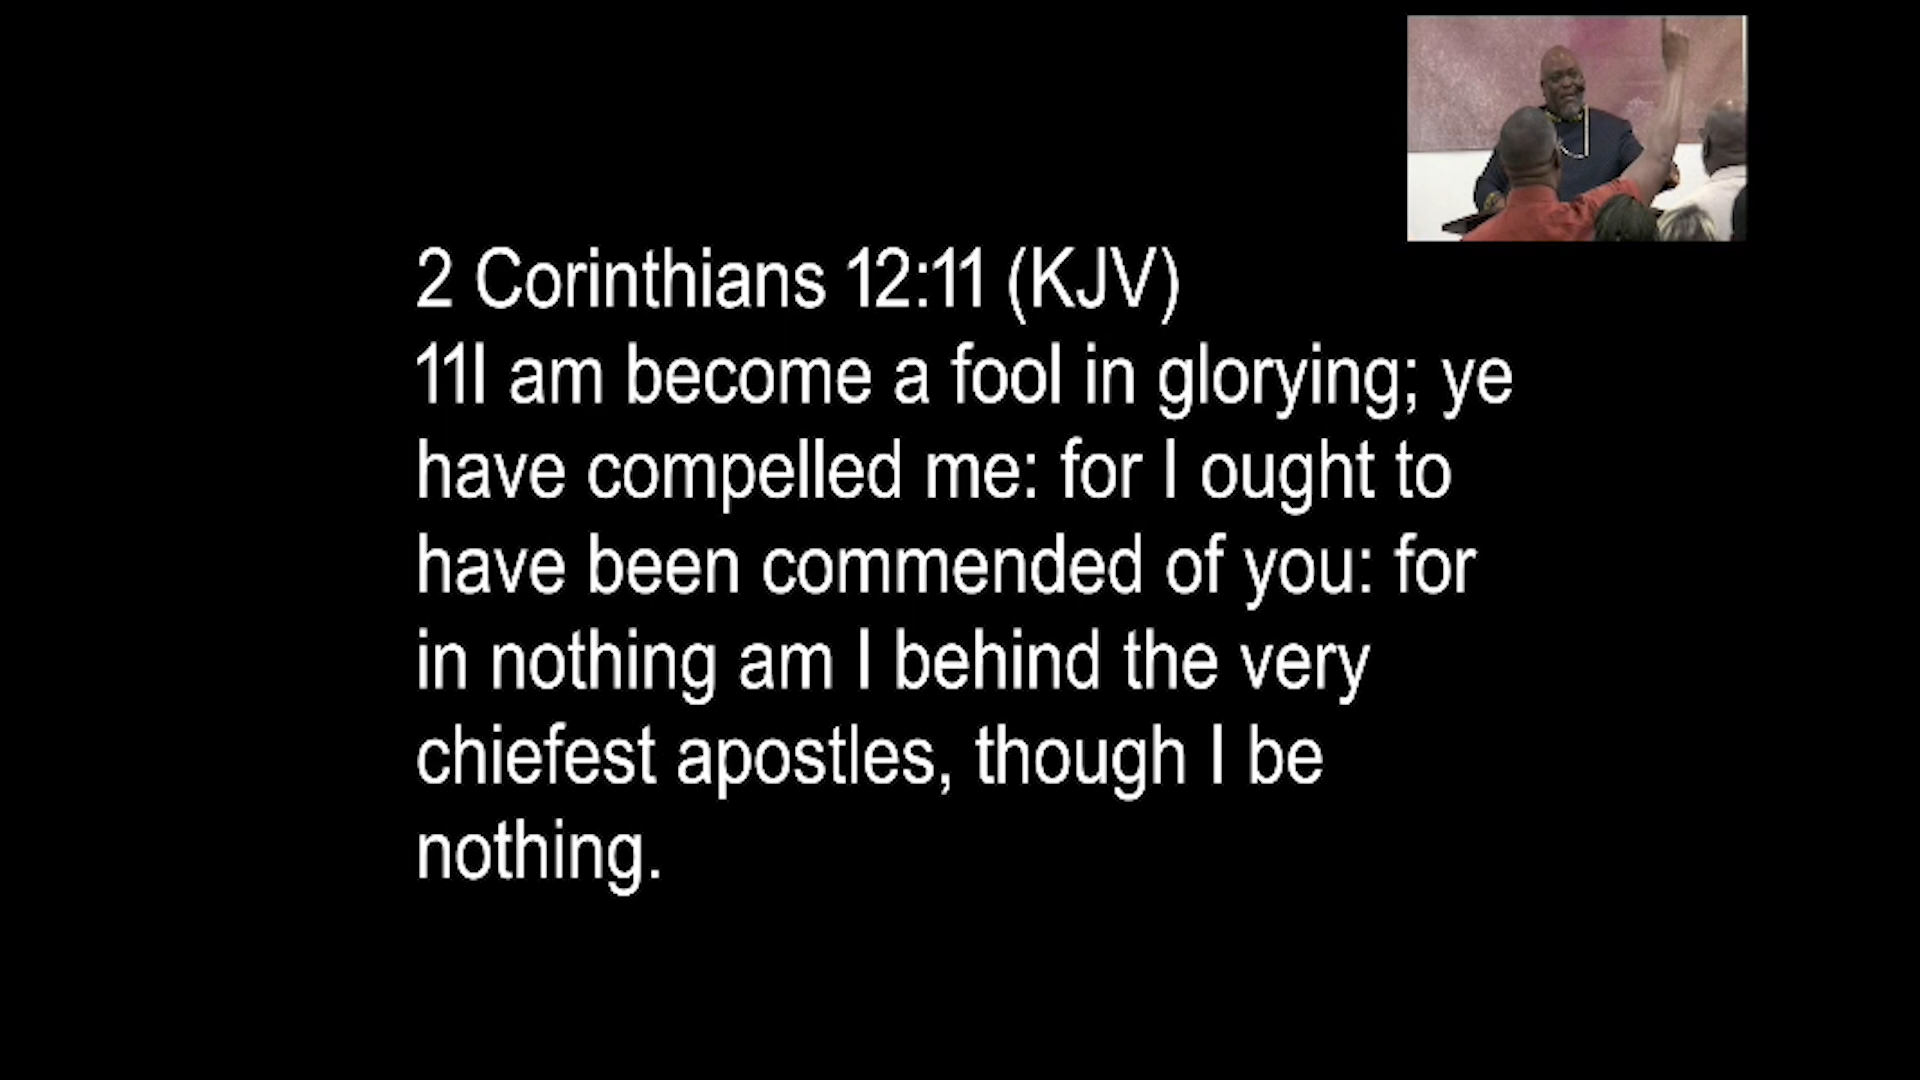 2 Corinthians 12:11 (KJV)
11I am become a fool in glorying; ye
have compelled me: for I ought to
have been commended of you: for
in nothing am I behind the very
chiefest apostles, though I be
nothing.